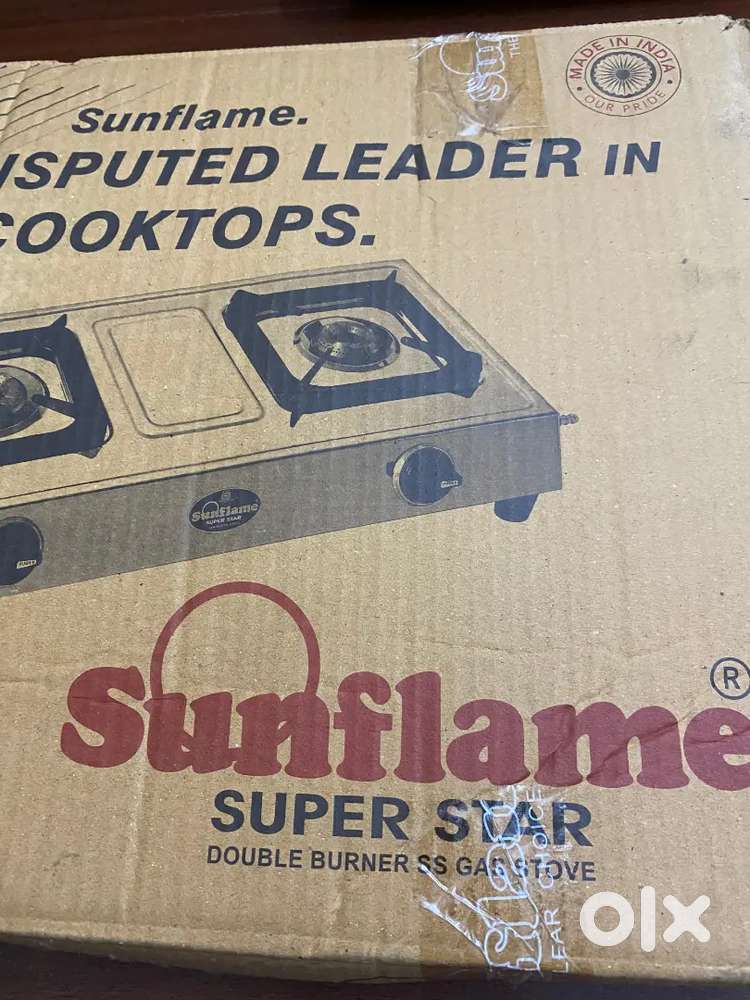 Sunflame.
MADE IN INDIA
OUR PRIDE
ISPUTED LEADER IN
COOKTOPS.
Sunflame
SUPER STAR
Sunflame®
SUPER STAR
DOUBLE BURNER SS GAS STOVE
olx